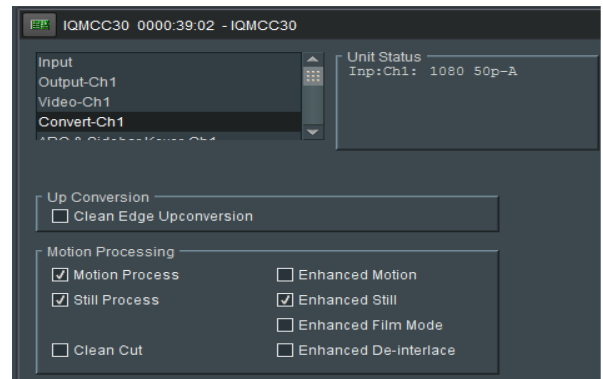 IQMCC30 0000:39:02 - IQMCC30
Input
Output-Ch1
Video-Ch1
Convert-Ch1
Unit Status
Inp:Ch1: 1080 50p-A
Up Conversion
Clean Edge Upconversion
Motion Processing
Motion Process
Enhanced Motion
Still Process
Enhanced Still
Enhanced Film Mode
Clean Cut
Enhanced De-interlace